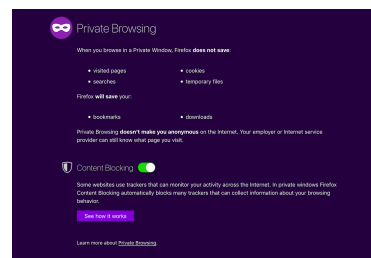 Private Browsing
When you browse in a Private Window, Firefox does not save:
• visited pages
• cookies
• searches
• temporary files
Firefox will save your:
• bookmarks
• downloads
Private Browsing doesn't make you anonymous on the Internet. Your employer or Internet service
provider can still know what page you visit.
Content Blocking
Some websites use trackers that can monitor your activity across the Internet. In private windows Firefox
Content Blocking automatically blocks many trackers that can collect information about your browsing
behavior.
See how it works
Learn more about Private Browsing.